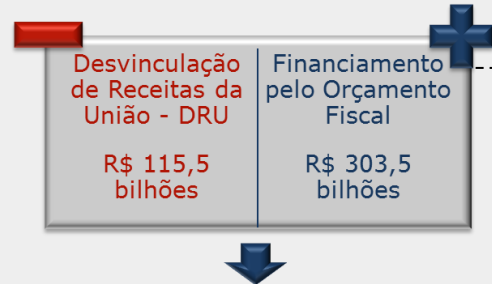 Desvinculação
de Receitas da
União - DRU
R$ 115,5
bilhões
Financiamento
pelo Orçamento
Fiscal
R$ 303,5
bilhões